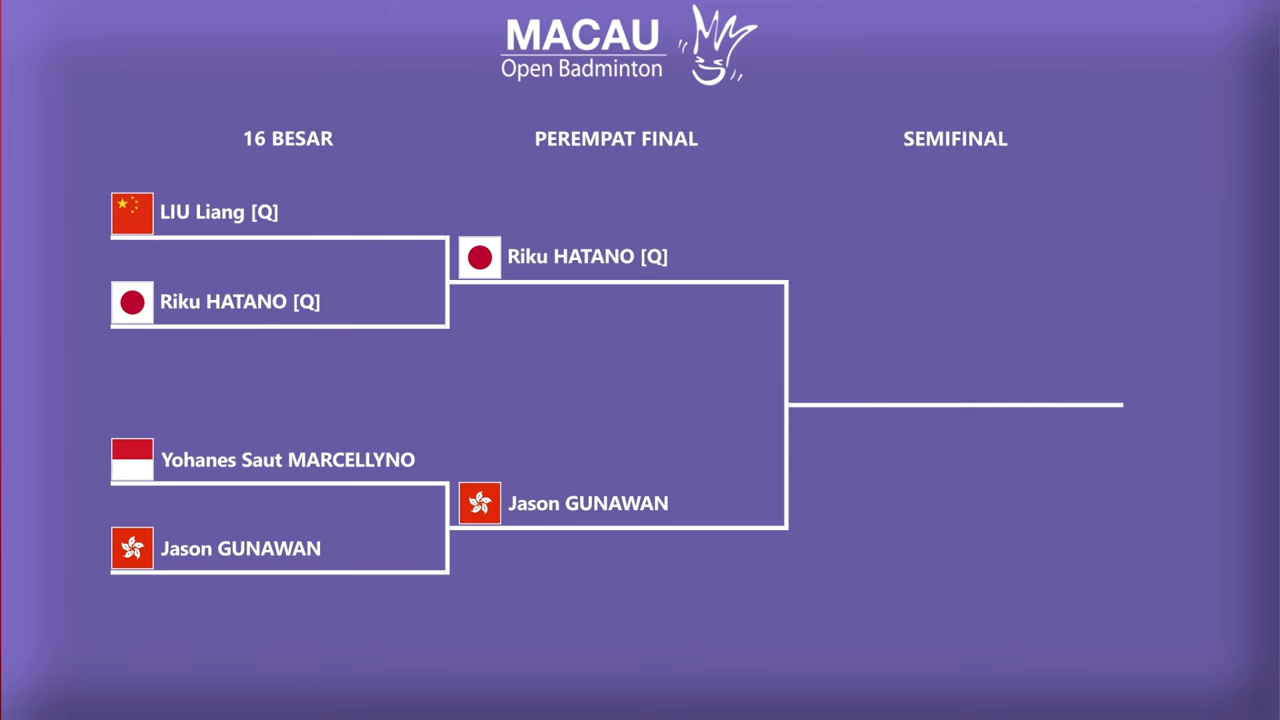 MACAU
Open Badminton
16 BESAR
PEREMPAT FINAL
SEMIFINAL
LIU Liang [Q]
Riku HATANO [Q]
Riku HATANO [Q]
Yohanes Saut MARCELLYNO
Jason GUNAWAN
Jason GUNAWAN